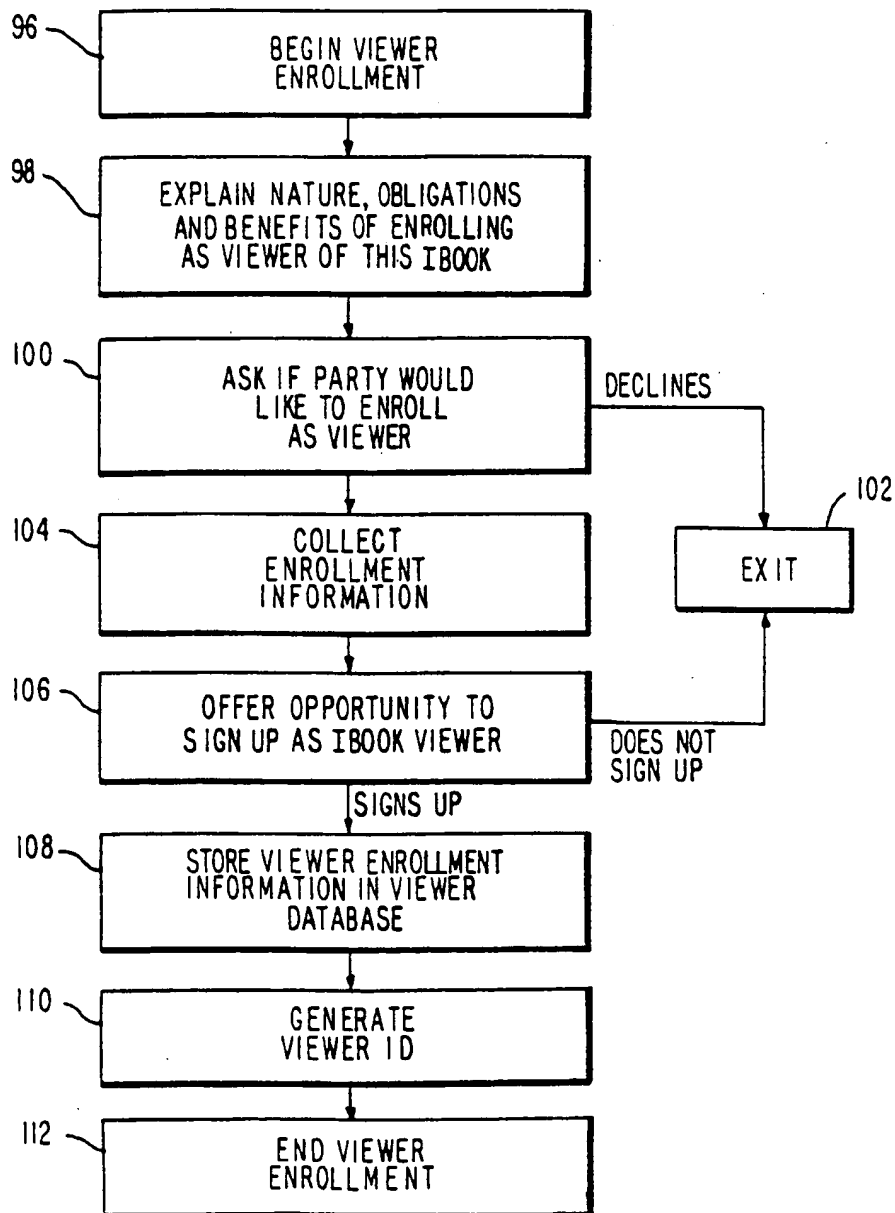 96
BEGIN VIEWER
ENROLLMENT
98
EXPLAIN NATURE, OBLIGATIONS
AND BENEFITS OF ENROLLING
AS VIEWER OF THIS IBOOK
100
ASK IF PARTY WOULD
LIKE TO ENROLL
AS VIEWER
DECLINES
102
EXIT
104
COLLECT
ENROLLMENT
INFORMATION
106
OFFER OPPORTUNITY TO
SIGN UP AS IBOOK VIEWER
DOES NOT
SIGN UP
SIGNS UP
108
STORE VIEWER ENROLLMENT
INFORMATION IN VIEWER
DATABASE
110
GENERATE
VIEWER ID
112
END VIEWER
ENROLLMENT